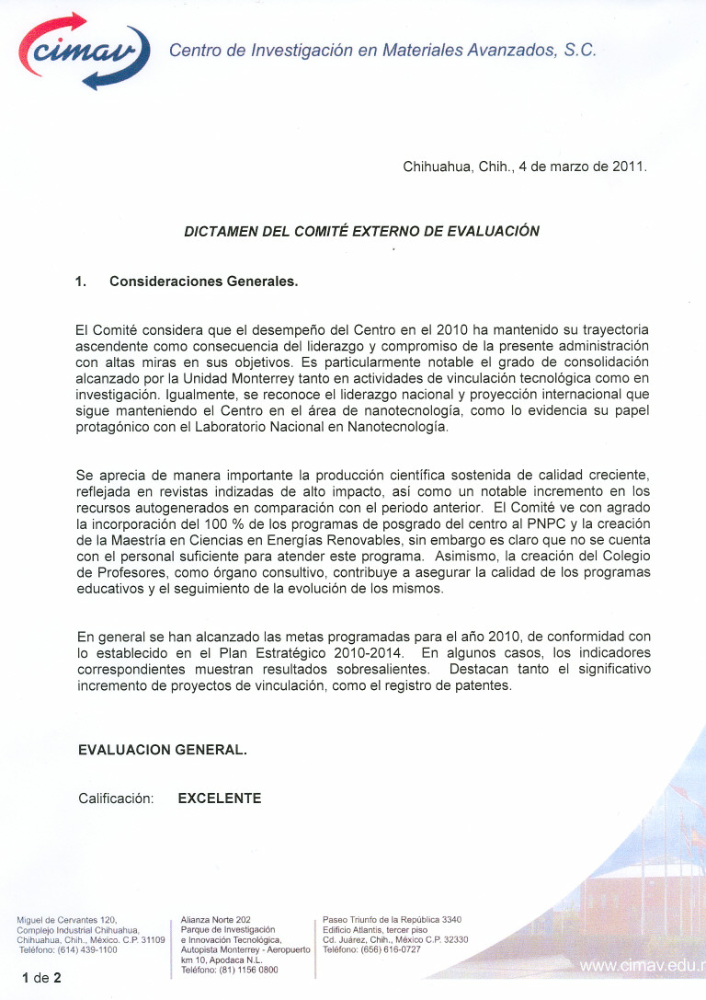 cimav
Centro de Investigación en Materiales Avanzados, S.C.
Chihuahua, Chih., 4 de marzo de 2011.
DICTAMEN DEL COMITÉ EXTERNO DE EVALUACIÓN
1. Consideraciones Generales.
El Comité considera que el desempeño del Centro en el 2010 ha mantenido su trayectoria
ascendente como consecuencia del liderazgo y compromiso de la presente administración
con altas miras en sus objetivos. Es particularmente notable el grado de consolidación
alcanzado por la Unidad Monterrey tanto en actividades de vinculación tecnológica como en
investigación. Igualmente, se reconoce el liderazgo nacional y proyección internacional que
sigue manteniendo el Centro en el área de nanotecnología, como lo evidencia su papel
protagónico con el Laboratorio Nacional en Nanotecnología.
Se aprecia de manera importante la producción científica sostenida de calidad creciente,
reflejada en revistas indizadas de alto impacto, así como un notable incremento en los
recursos autogenerados en comparación con el periodo anterior. El Comité ve con agrado
la incorporación del 100 % de los programas de posgrado del centro al PNPC y la creación
de la Maestría en Ciencias en Energías Renovables, sin embargo es claro que no se cuenta
con el personal suficiente para atender este programa. Asimismo, la creación del Colegio
de Profesores, como órgano consultivo, contribuye a asegurar la calidad de los programas
educativos y el seguimiento de la evolución de los mismos.
En general se han alcanzado las metas programadas para el año 2010, de conformidad con
lo establecido en el Plan Estratégico 2010-2014. En algunos casos, los indicadores
correspondientes muestran resultados sobresalientes. Destacan tanto el significativo
incremento de proyectos de vinculación, como el registro de patentes.
EVALUACION GENERAL.
Calificación: EXCELENTE
Miguel de Cervantes 120,
Complejo Industrial Chihuahua,
Chihuahua, Chih., México. C.P. 31109
Teléfono: (614) 439-1100
Alianza Norte 202
Parque de Investigación
e Innovación Tecnológica,
Autopista Monterrey - Aeropuerto
km 10, Apodaca N.L.
Teléfono: (81) 1156 0800
Paseo Triunfo de la República 3340
Edificio Atlantis, tercer piso
Cd. Juárez, Chih., México C.P. 32330
Teléfono: (656) 616-0727
www.cimav.edu.
1 de 2